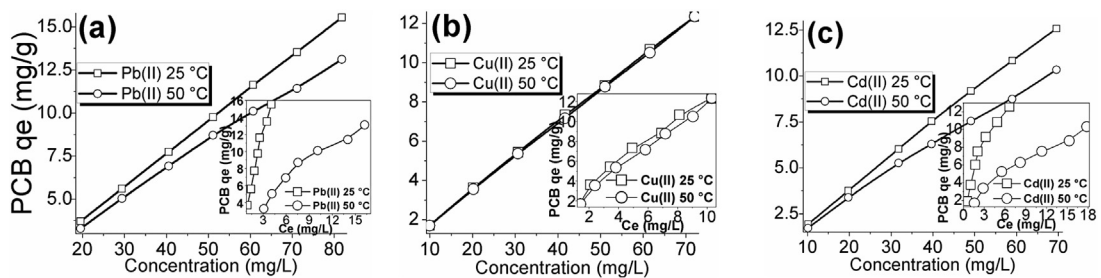 (a)
PCB qe (mg/g)
15.0
12.5
10.0
7.5
5.0
Pb(II) 25 °C
Pb(II) 50 °C
20 30 40 50 60 70 80
Concentration (mg/L)
PCB qe (mg/g)
16
14
12
10
8
6
4
Pb(II) 25 °C
Pb(II) 50 °C
3 6 9 12 15
Ce (mg/L)
(b)
12
10
8
6
4
2
Cu(II) 25 °C
Cu(II) 50 °C
10 20 30 40 50 60 70
Concentration (mg/L)
PCB qe (mg/g)
12
10
8
6
4
2
Cu(II) 25 °C
Cu(II) 50 °C
2 4 6 8 10
Ce (mg/L)
(c)
12.5
10.0
7.5
5.0
2.5
Cd(II) 25 °C
Cd(II) 50 °C
10 20 30 40 50 60 70
Concentration (mg/L)
PCB qe (mg/g)
12
10
8
6
4
2
Cd(II) 25 °C
Cd(II) 50 °C
0 3 6 9 12 15 18
Ce (mg/L)